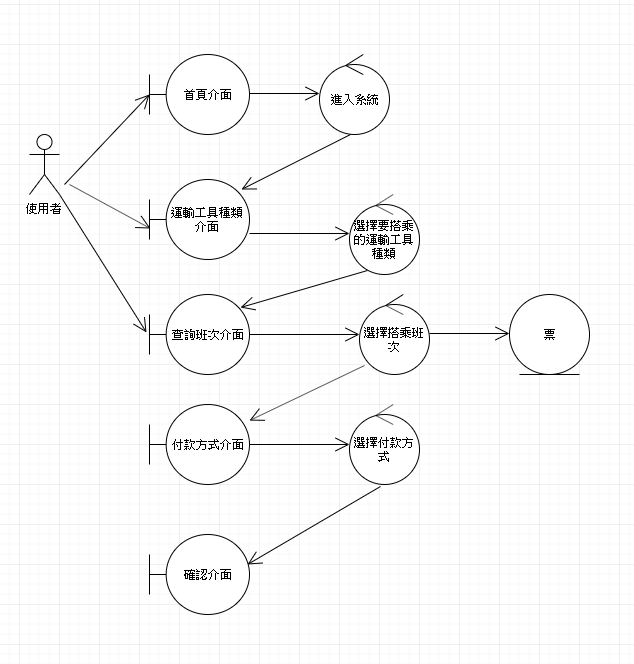 首頁介面
進入系統
使用者
運輸工具種類
介面
選擇要搭乘
的運輸工具
種類
查詢班次介面
選擇搭乘班
次
票
付款方式介面
選擇付款方
式
確認介面